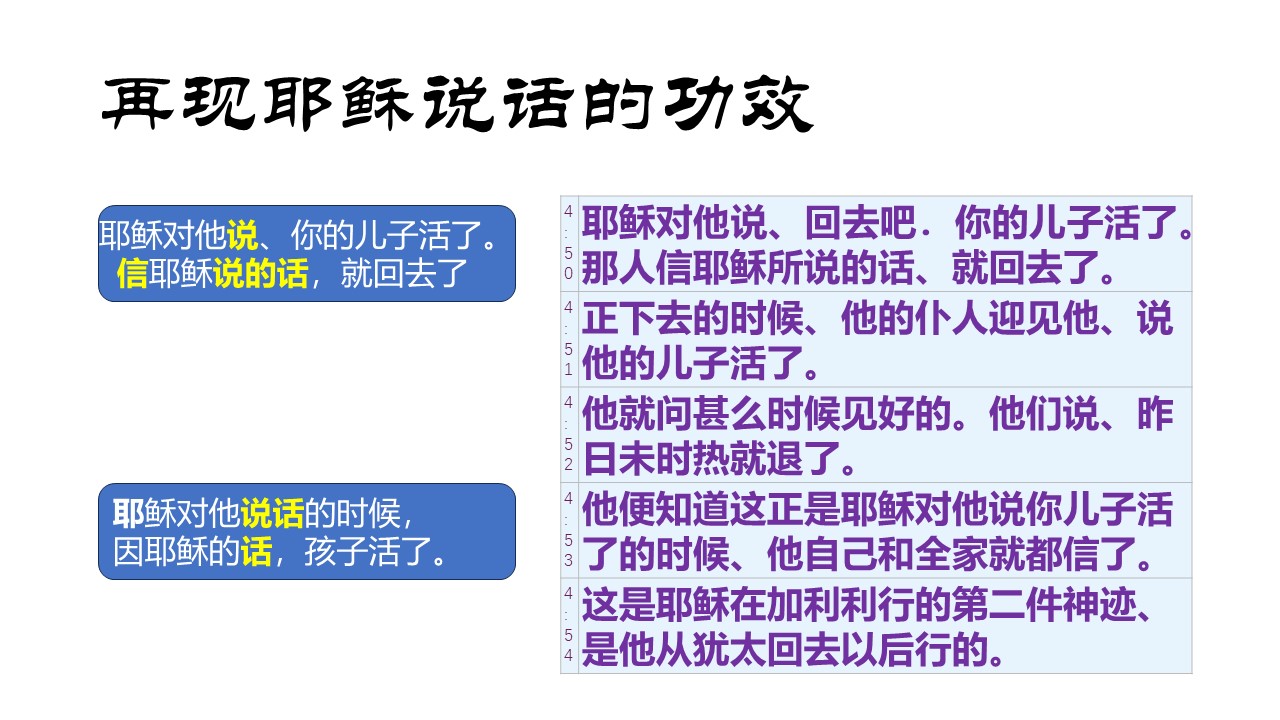 再现耶稣说话的功效
耶稣对他说、你的儿子活了。
信耶稣说的话，就回去了
耶稣对他说话的时候，
因耶稣的话，孩子活了。
4:50
耶稣对他说、回去吧．你的儿子活了。
那人信耶稣所说的话、就回去了。
4:51
正下去的时候、他的仆人迎见他、说
他的儿子活了。
4:52
他就问甚么时候见好的。他们说、昨
日未时热就退了。
4:53
他便知道这正是耶稣对他说你儿子活
了的时候、他自己和全家就都信了。
4:54
这是耶稣在加利利行的第二件神迹、
是他从犹太回去以后行的。